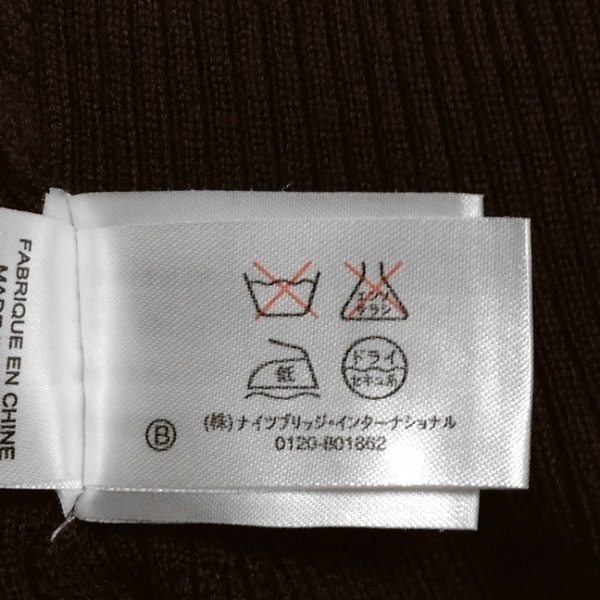 エンソ
サラシ
低
ドライ
セキユ系
(株)ナイツブリッジ・インターナショナル
B
0120-801862
FABRIQUE EN CHINE